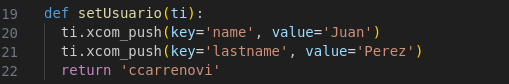 19 def setUsuario(ti):
20   ti.xcom_push(key='name', value='Juan')
21   ti.xcom_push(key='lastname', value='Perez')
22   return 'ccarrenovi'